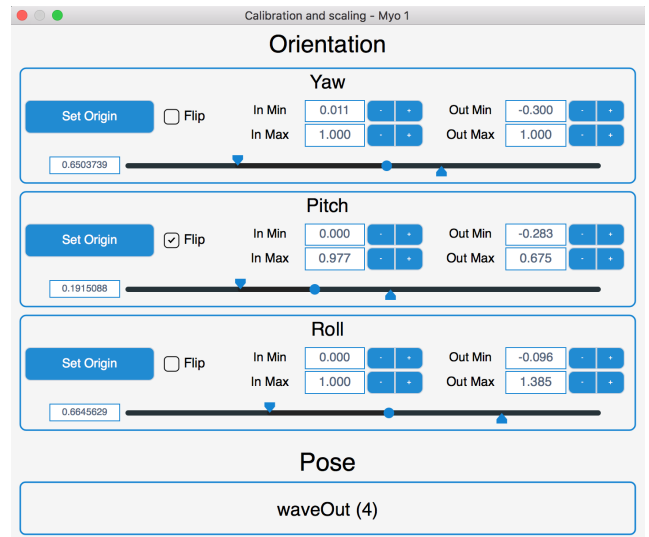 Calibration and scaling - Myo 1
Orientation
Yaw
Set Origin Flip In Min 0.011 - + Out Min -0.300 - +
In Max 1.000 - + Out Max 1.000 - +
0.6503739
Pitch
Set Origin Flip In Min 0.000 - + Out Min -0.283 - +
In Max 0.977 - + Out Max 0.675 - +
0.1915088
Roll
Set Origin Flip In Min 0.000 - + Out Min -0.096 - +
In Max 1.000 - + Out Max 1.385 - +
0.6645629
Pose
waveOut (4)